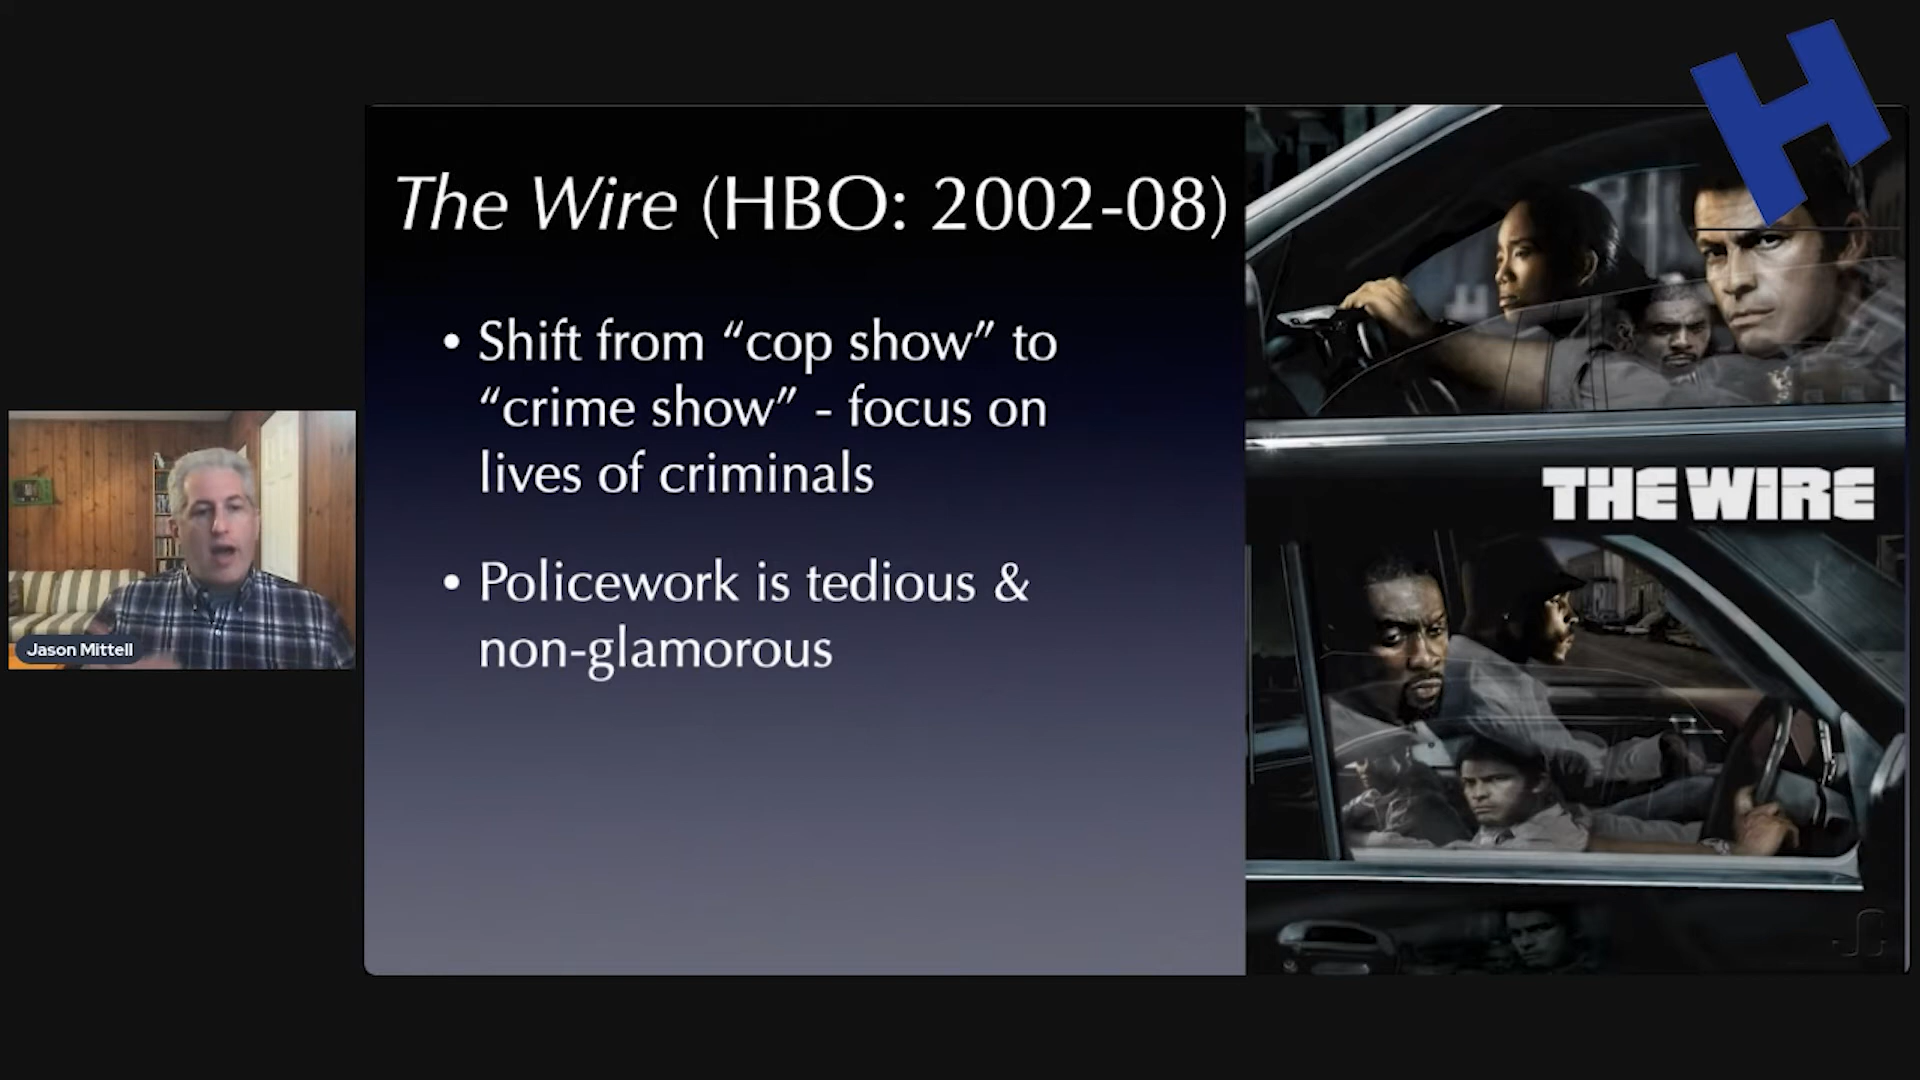 The Wire (HBO: 2002-08)
• Shift from “cop show” to
“crime show” - focus on
lives of criminals
• Policework is tedious &
non-glamorous
THE WIRE
Jason Mittell
H